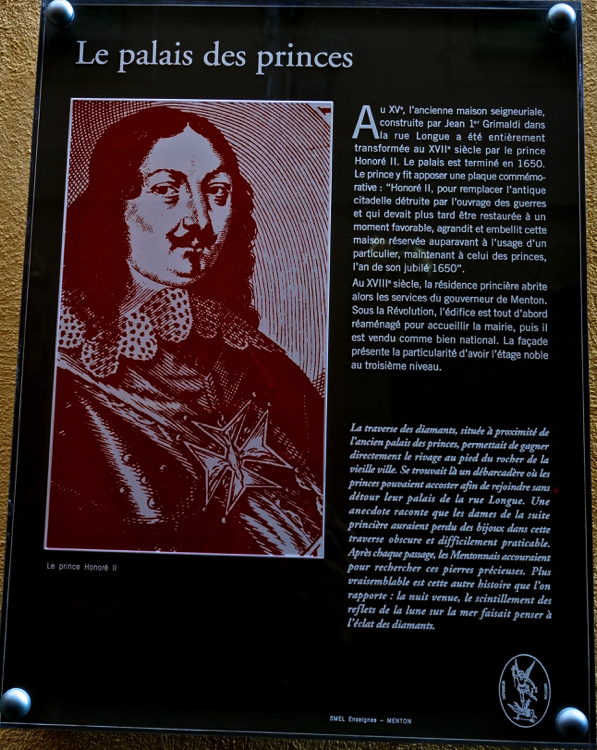 Le palais des princes
Au XVe, l'ancienne maison seigneuriale,
construite par Jean 1er Grimaldi dans
la rue Longue a été entièrement
transformée au XVIIe siècle par le prince
Honoré II. Le palais est terminé en 1650.
Le prince y fit apposer une plaque commémo-
rative : "Honoré II, pour remplacer l'antique
citadelle détruite par l'ouvrage des guerres
et qui devait plus tard être restaurée à un
moment favorable, agrandit et embellit cette
maison réservée auparavant à l'usage d'un
particulier, maintenant à celui des princes,
l'an de son jubilé 1650".
Au XVIIIe siècle, la résidence princière abrite
alors les services du gouverneur de Menton.
Sous la Révolution, l'édifice est tout d'abord
réaménagé pour accueillir la mairie, puis il
est vendu comme bien national. La façade
présente la particularité d'avoir l'étage noble
au troisième niveau.
La traverse des diamants, située à proximité de
l'ancien palais des princes, permettait de gagner
directement le rivage au pied du rocher de la
vieille ville. Se trouvait là un débarcadère où les
princes pouvaient accoster afin de rejoindre sans
détour leur palais de la rue Longue. Une
anecdote raconte que les dames de la suite
princière auraient perdu des bijoux dans cette
traverse obscure et difficilement praticable.
Après chaque passage, les Mentonnais accouraient
pour rechercher ces pierres précieuses. Plus
vraisemblable est cette autre histoire que l'on
rapporte : la nuit venue, le scintillement des
reflets de la lune sur la mer faisait penser à
l'éclat des diamants.
Le prince Honoré II
SMEL Enseignes - MENTON